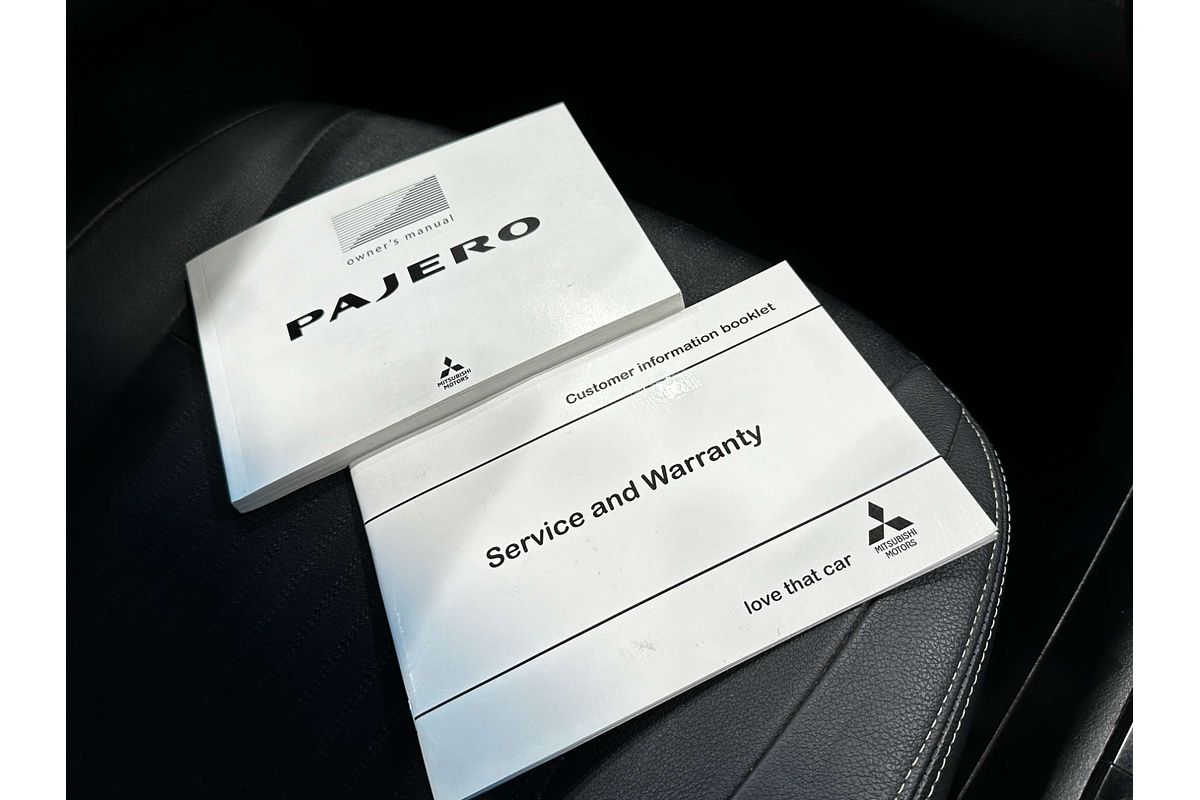 owner's manual
PAJERO
MITSUBISHI
MOTORS
Customer information booklet
Service and Warranty
love that car
MITSUBISHI
MOTORS